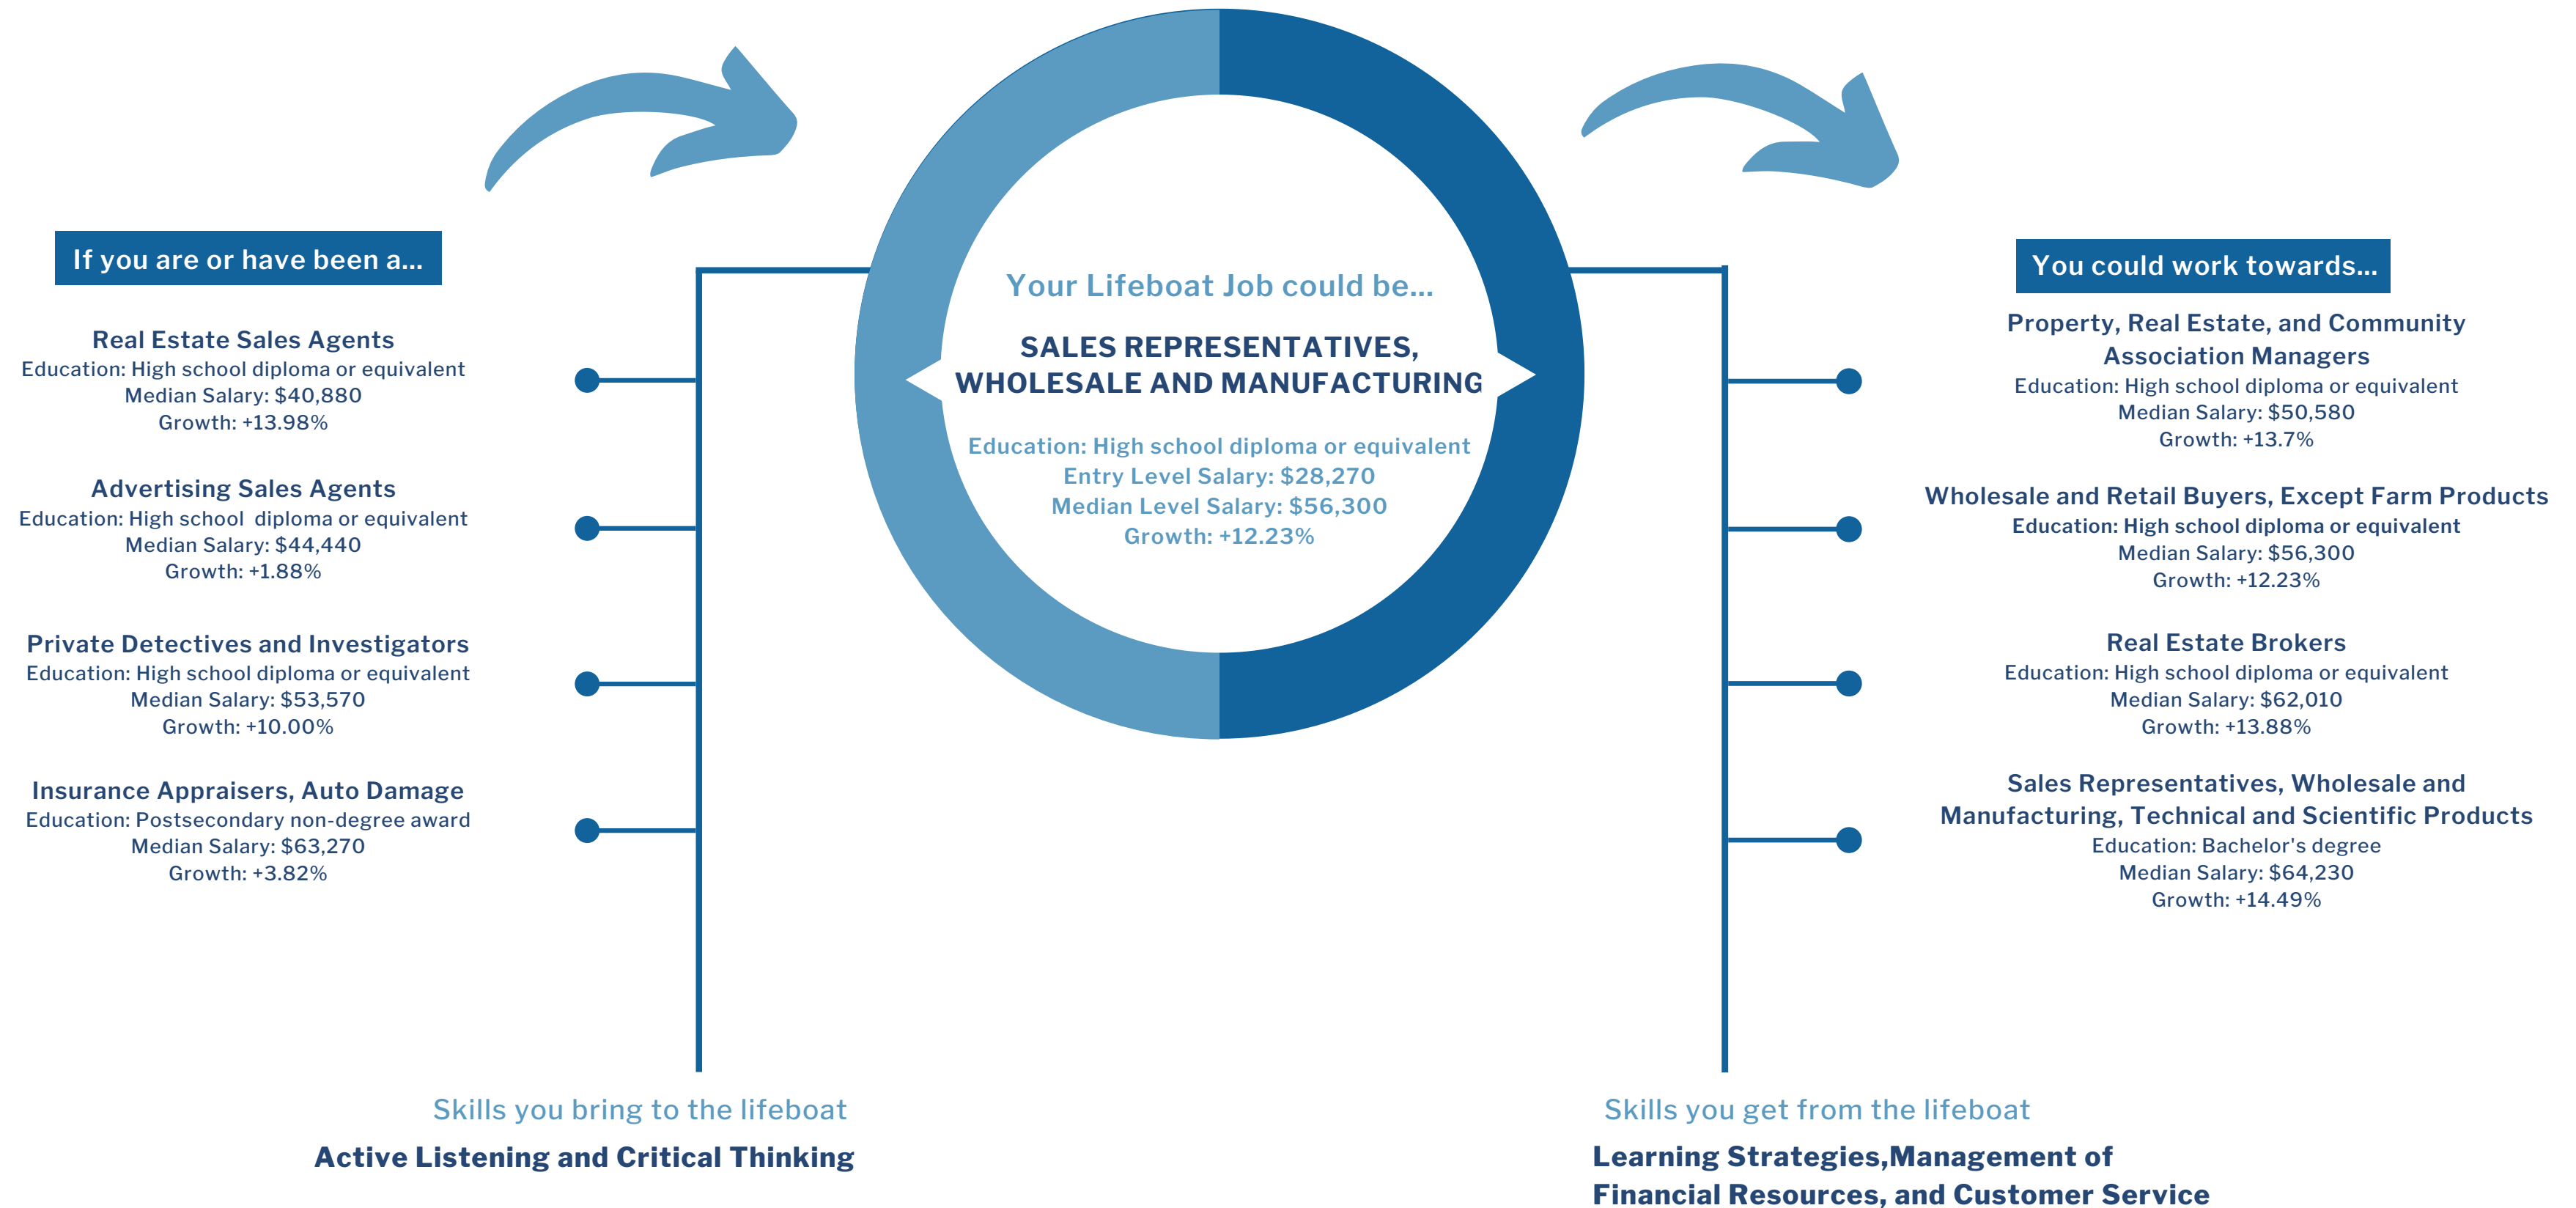 If you are or have been a...
Real Estate Sales Agents
Education: High school diploma or equivalent
Median Salary: $40,880
Growth: +13.98%
Advertising Sales Agents
Education: High school  diploma or equivalent
Median Salary: $44,440
Growth: +1.88%
Private Detectives and Investigators
Education: High school diploma or equivalent
Median Salary: $53,570
Growth: +10.00%
Insurance Appraisers, Auto Damage
Education: Postsecondary non-degree award
Median Salary: $63,270
Growth: +3.82%
Skills you bring to the lifeboat
Active Listening and Critical Thinking
Your Lifeboat Job could be...
SALES REPRESENTATIVES,
WHOLESALE AND MANUFACTURING
Education: High school diploma or equivalent
Entry Level Salary: $28,270
Median Level Salary: $56,300
Growth: +12.23%
You could work towards...
Property, Real Estate, and Community
Association Managers
Education: High school diploma or equivalent
Median Salary: $50,580
Growth: +13.7%
Wholesale and Retail Buyers, Except Farm Products
Education: High school diploma or equivalent
Median Salary: $56,300
Growth: +12.23%
Real Estate Brokers
Education: High school diploma or equivalent
Median Salary: $62,010
Growth: +13.88%
Sales Representatives, Wholesale and
Manufacturing, Technical and Scientific Products
Education: Bachelor's degree
Median Salary: $64,230
Growth: +14.49%
Skills you get from the lifeboat
Learning Strategies,Management of
Financial Resources, and Customer Service